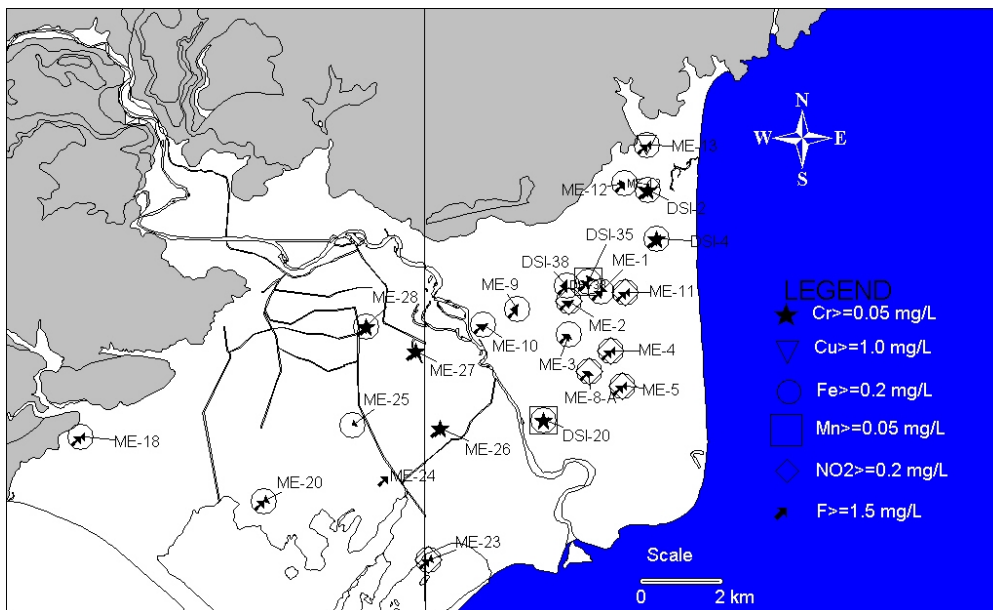 N
W E
S
ME-13
ME-12
DSI-2
DSI-4
DSI-35
DSI-38
ME-1
ME-9
ME-11
ME-28
ME-2
ME-10
ME-3
ME-4
ME-27
ME-8-A
ME-5
ME-25
DSI-20
ME-18
ME-26
ME-24
ME-20
ME-23
LEGEND
Cr>=0.05 mg/L
Cu>=1.0 mg/L
Fe>=0.2 mg/L
Mn>=0.05 mg/L
NO2>=0.2 mg/L
F>=1.5 mg/L
Scale
0 2 km